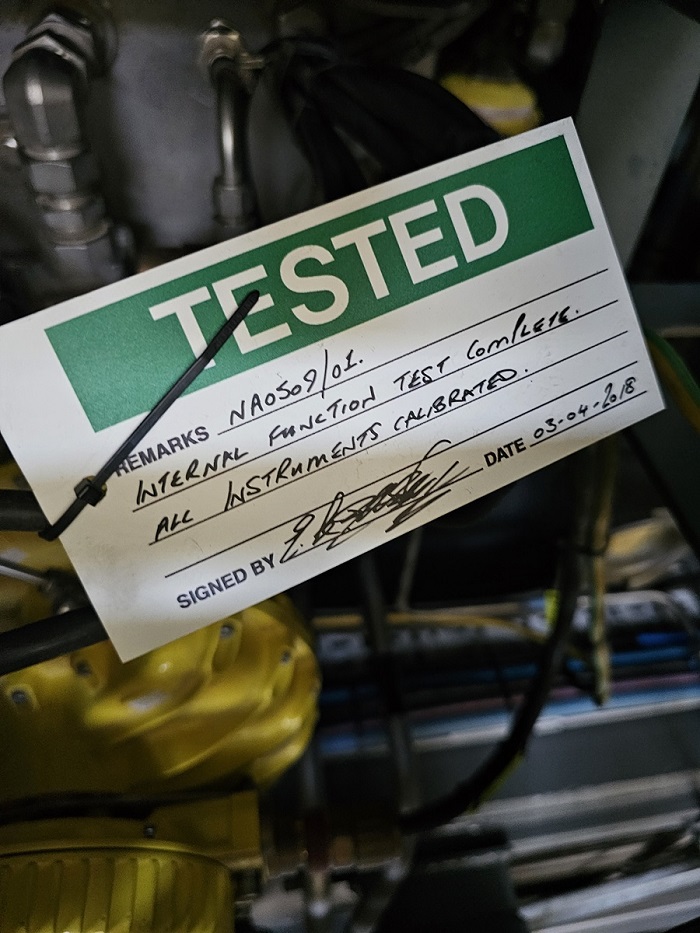 TESTED
REMARKS NA0509/01.
INTERNAL FUNCTION TEST COMPLETE.
ALL INSTRUMENTS CALIBRATED.
SIGNED BY DATE 03-04-2018